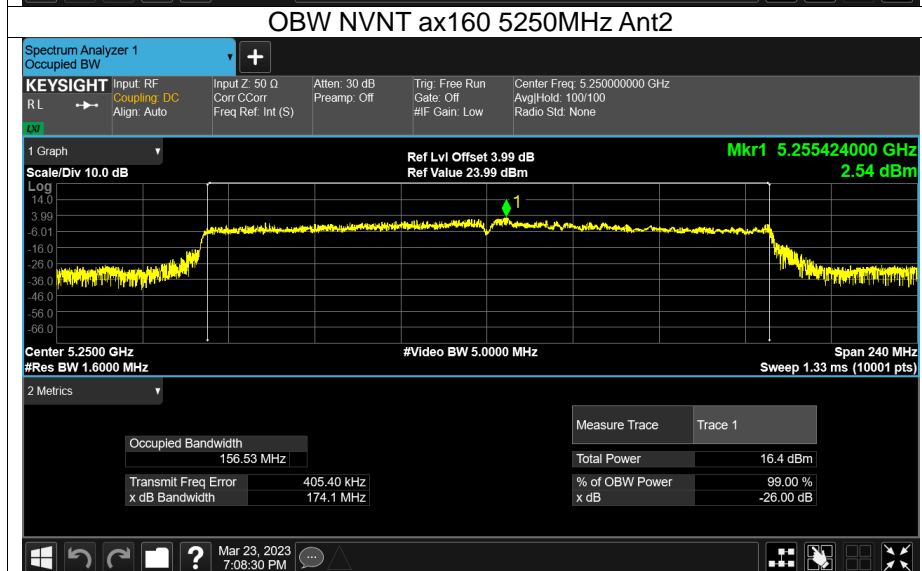 OBW NVNT ax160 5250MHz Ant2
Spectrum Analyzer 1
Occupied BW
KEYSIGHT
RL
LXI
Input: RF
Coupling: DC
Align: Auto
Input Z: 50 Ω
Corr CCorr
Freq Ref: Int (S)
Atten: 30 dB
Preamp: Off
Trig: Free Run
Gate: Off
#IF Gain: Low
Center Freq: 5.250000000 GHz
Avg|Hold: 100/100
Radio Std: None
1 Graph
Scale/Div 10.0 dB
Ref Lvl Offset 3.99 dB
Ref Value 23.99 dBm
Mkr1 5.255424000 GHz
2.54 dBm
Log
14.0
3.99
-6.01
-16.0
-26.0
-36.0
-46.0
-56.0
-66.0
1
Center 5.2500 GHz
#Res BW 1.6000 MHz
#Video BW 5.0000 MHz
Span 240 MHz
Sweep 1.33 ms (10001 pts)
2 Metrics
Occupied Bandwidth
156.53 MHz
Transmit Freq Error 405.40 kHz
x dB Bandwidth 174.1 MHz
Measure Trace Trace 1
Total Power 16.4 dBm
% of OBW Power 99.00 %
x dB -26.00 dB
Mar 23, 2023
7:08:30 PM